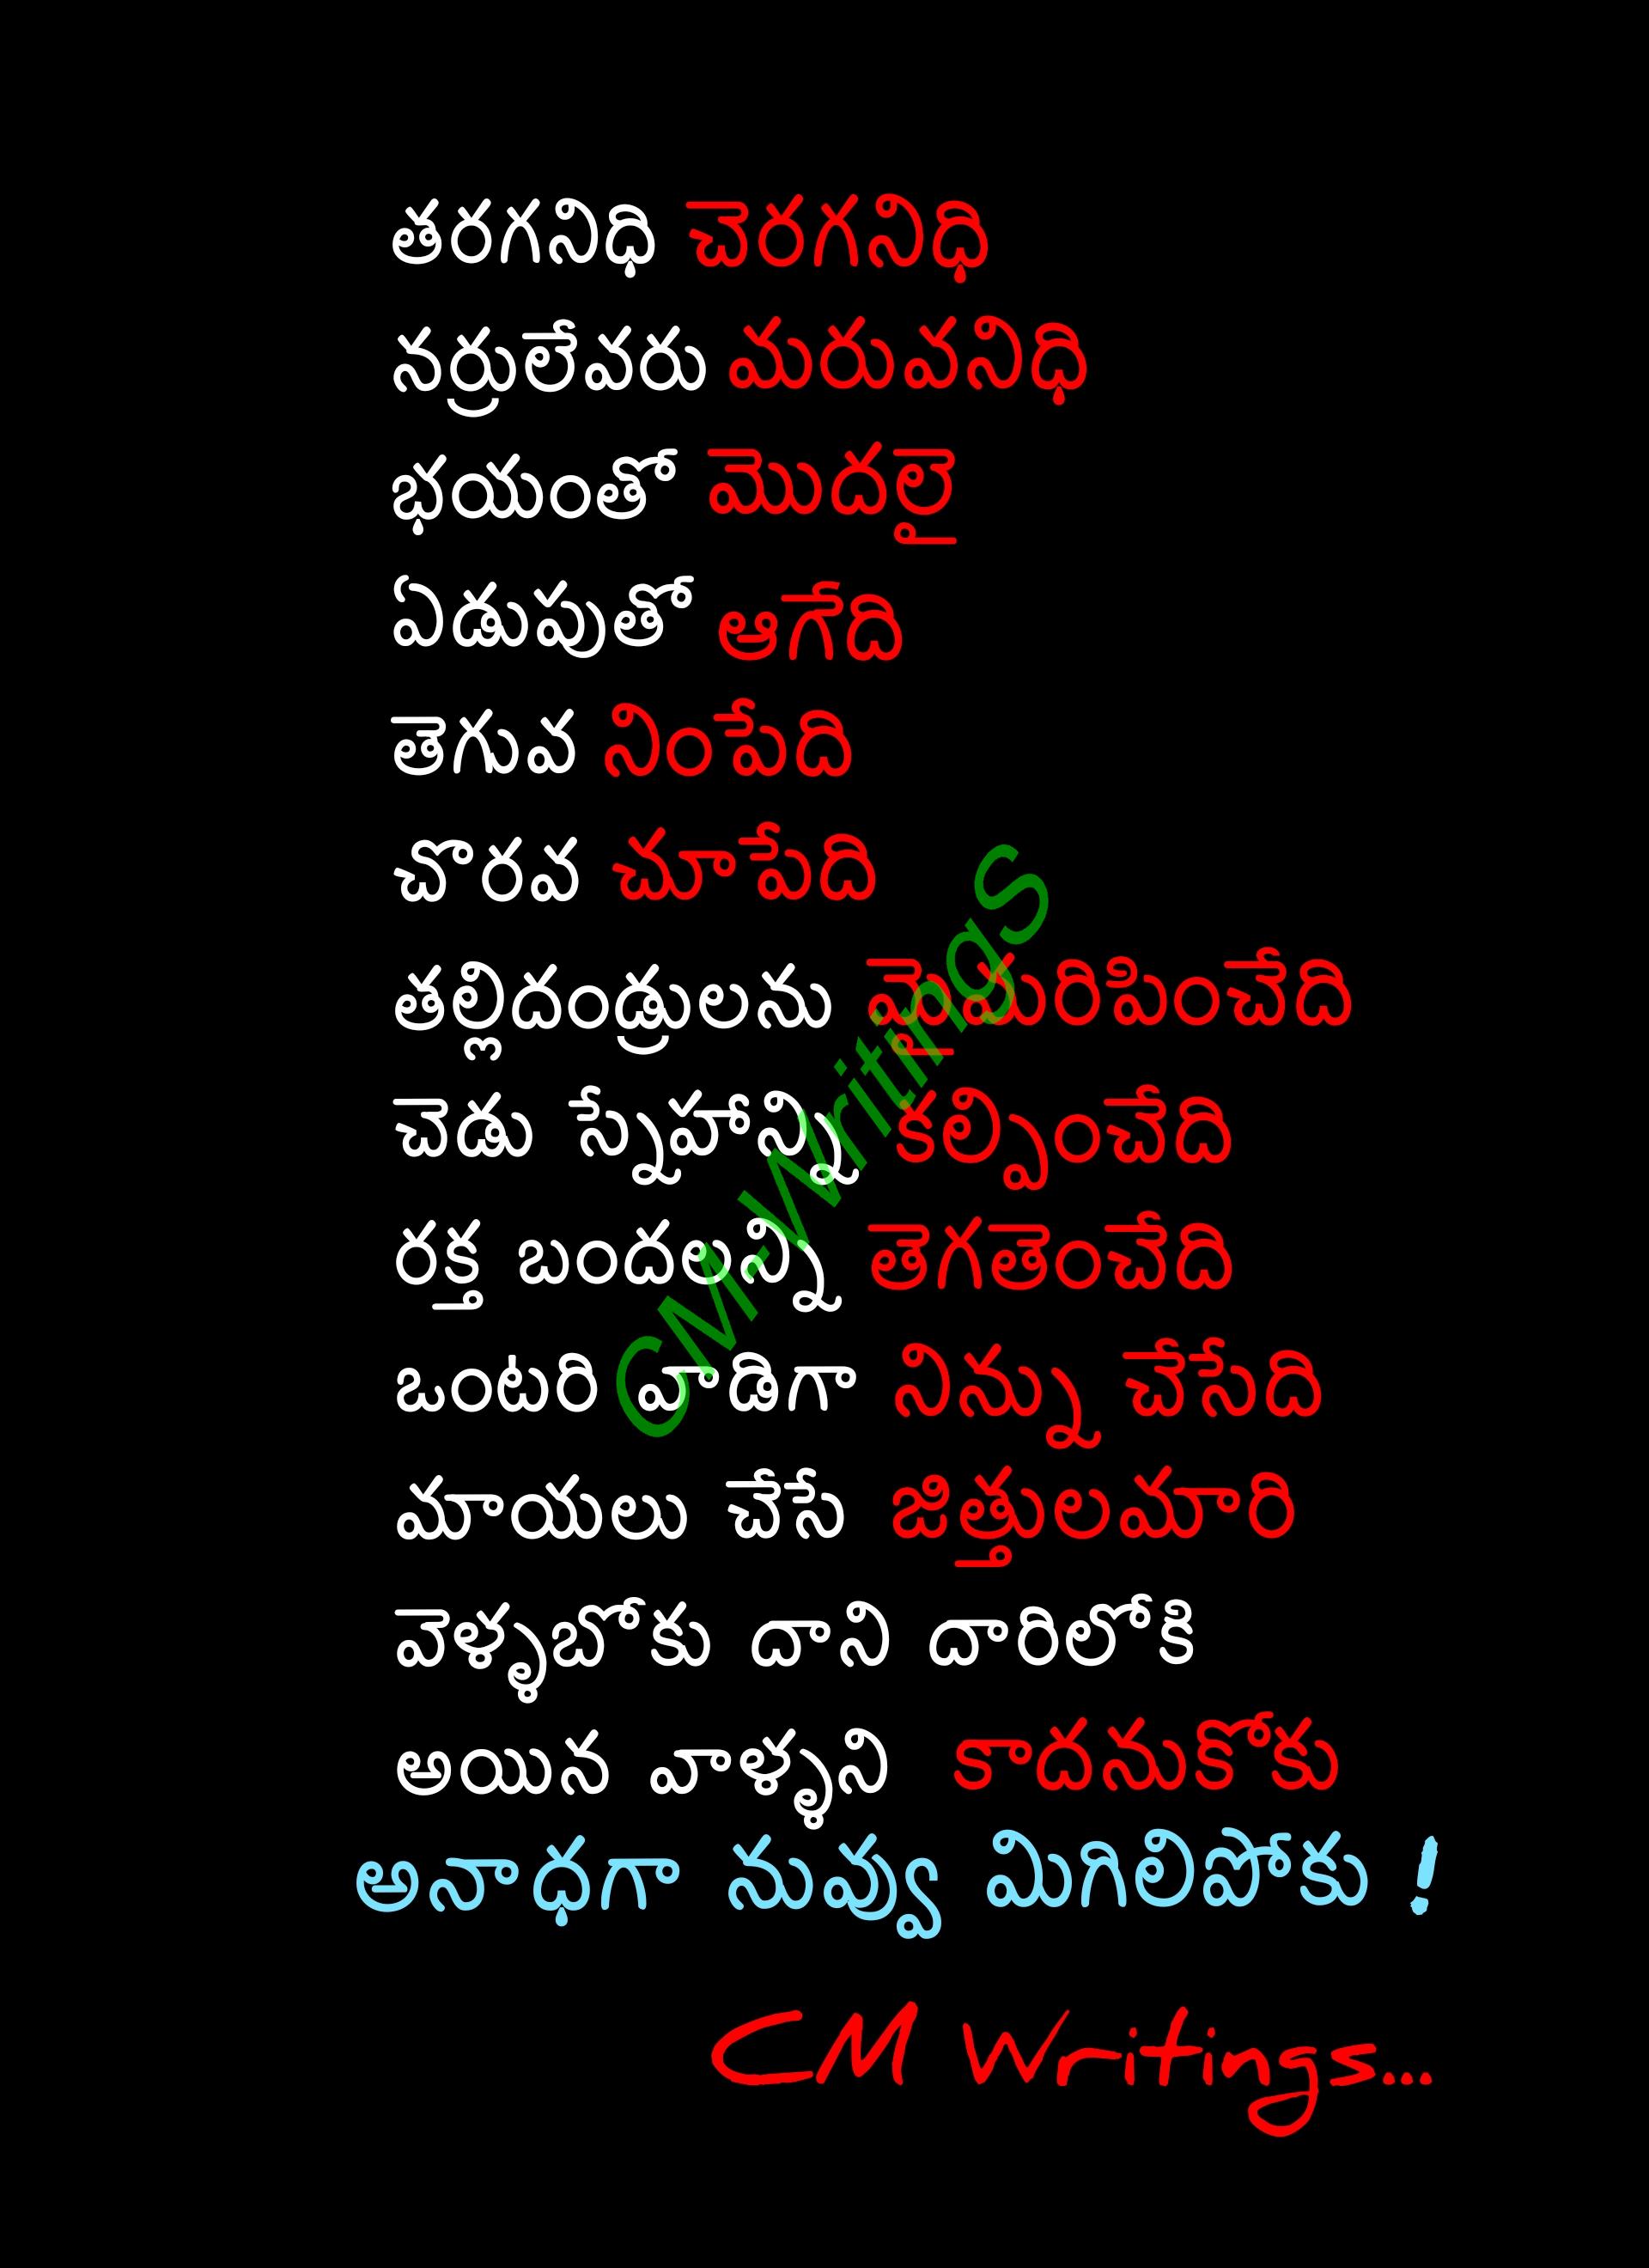 తరగనిధి చెరగనిధి
నర్రులేవరు మరువనిధి
భయంతో మొదలై
ఏడుపుతో ఆగేది
తెగువ నింపేది
చొరవ చూపేది
తల్లిదండ్రులను మైమరిపించేది
చెడు స్నేహాన్ని కల్పించేది
రక్త బందలన్ని తెగతెంచేది
ఒంటరి వాడిగా నిన్ను చేసేది
మాయలు చేసే జిత్తులమారి
వెళ్ళబోకు దాని దారిలోకి
అయిన వాళ్ళని కాదనుకోకు
అనాధగా నువ్వు మిగిలిపోకు !
CM Writings...
CM-WritingS